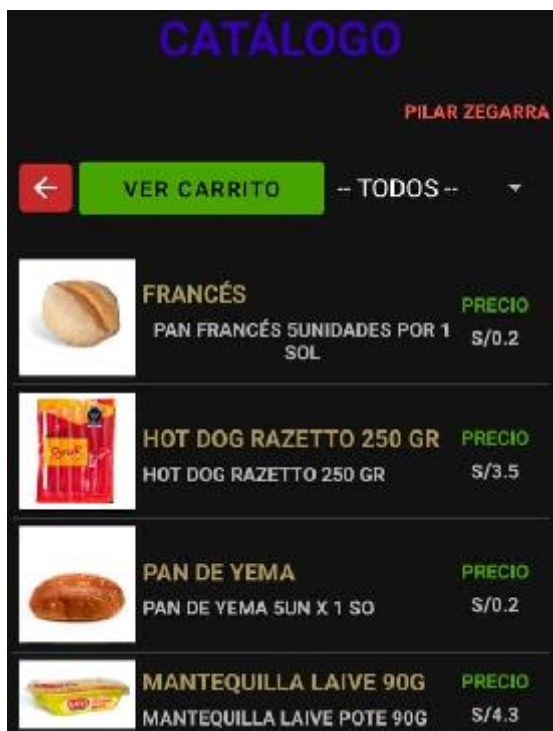 CATÁLOGO
PILAR ZEGARRA
VER CARRITO
-- TODOS --
FRANCÉS
PRECIO
PAN FRANCÉS 5UNIDADES POR 1
SOL
S/0.2
HOT DOG RAZETTO 250 GR
PRECIO
HOT DOG RAZETTO 250 GR
S/3.5
PAN DE YEMA
PRECIO
PAN DE YEMA 5UN X 1 SO
S/0.2
MANTEQUILLA LAIVE 90G
PRECIO
MANTEQUILLA LAIVE POTE 90G
S/4.3